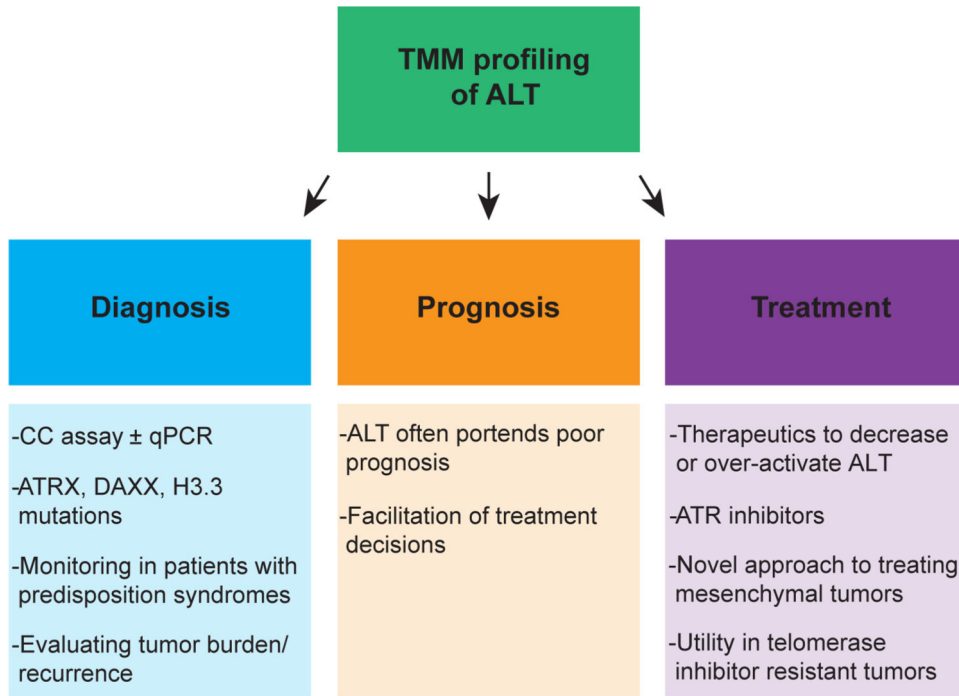 TMM profiling
of ALT
Diagnosis
Prognosis
Treatment
-CC assay ± qPCR
-ATRX, DAXX, H3.3
mutations
-Monitoring in patients with
predisposition syndromes
-Evaluating tumor burden/
recurrence
-ALT often portends poor
prognosis
-Facilitation of treatment
decisions
-Therapeutics to decrease
or over-activate ALT
-ATR inhibitors
-Novel approach to treating
mesenchymal tumors
-Utility in telomerase
inhibitor resistant tumors